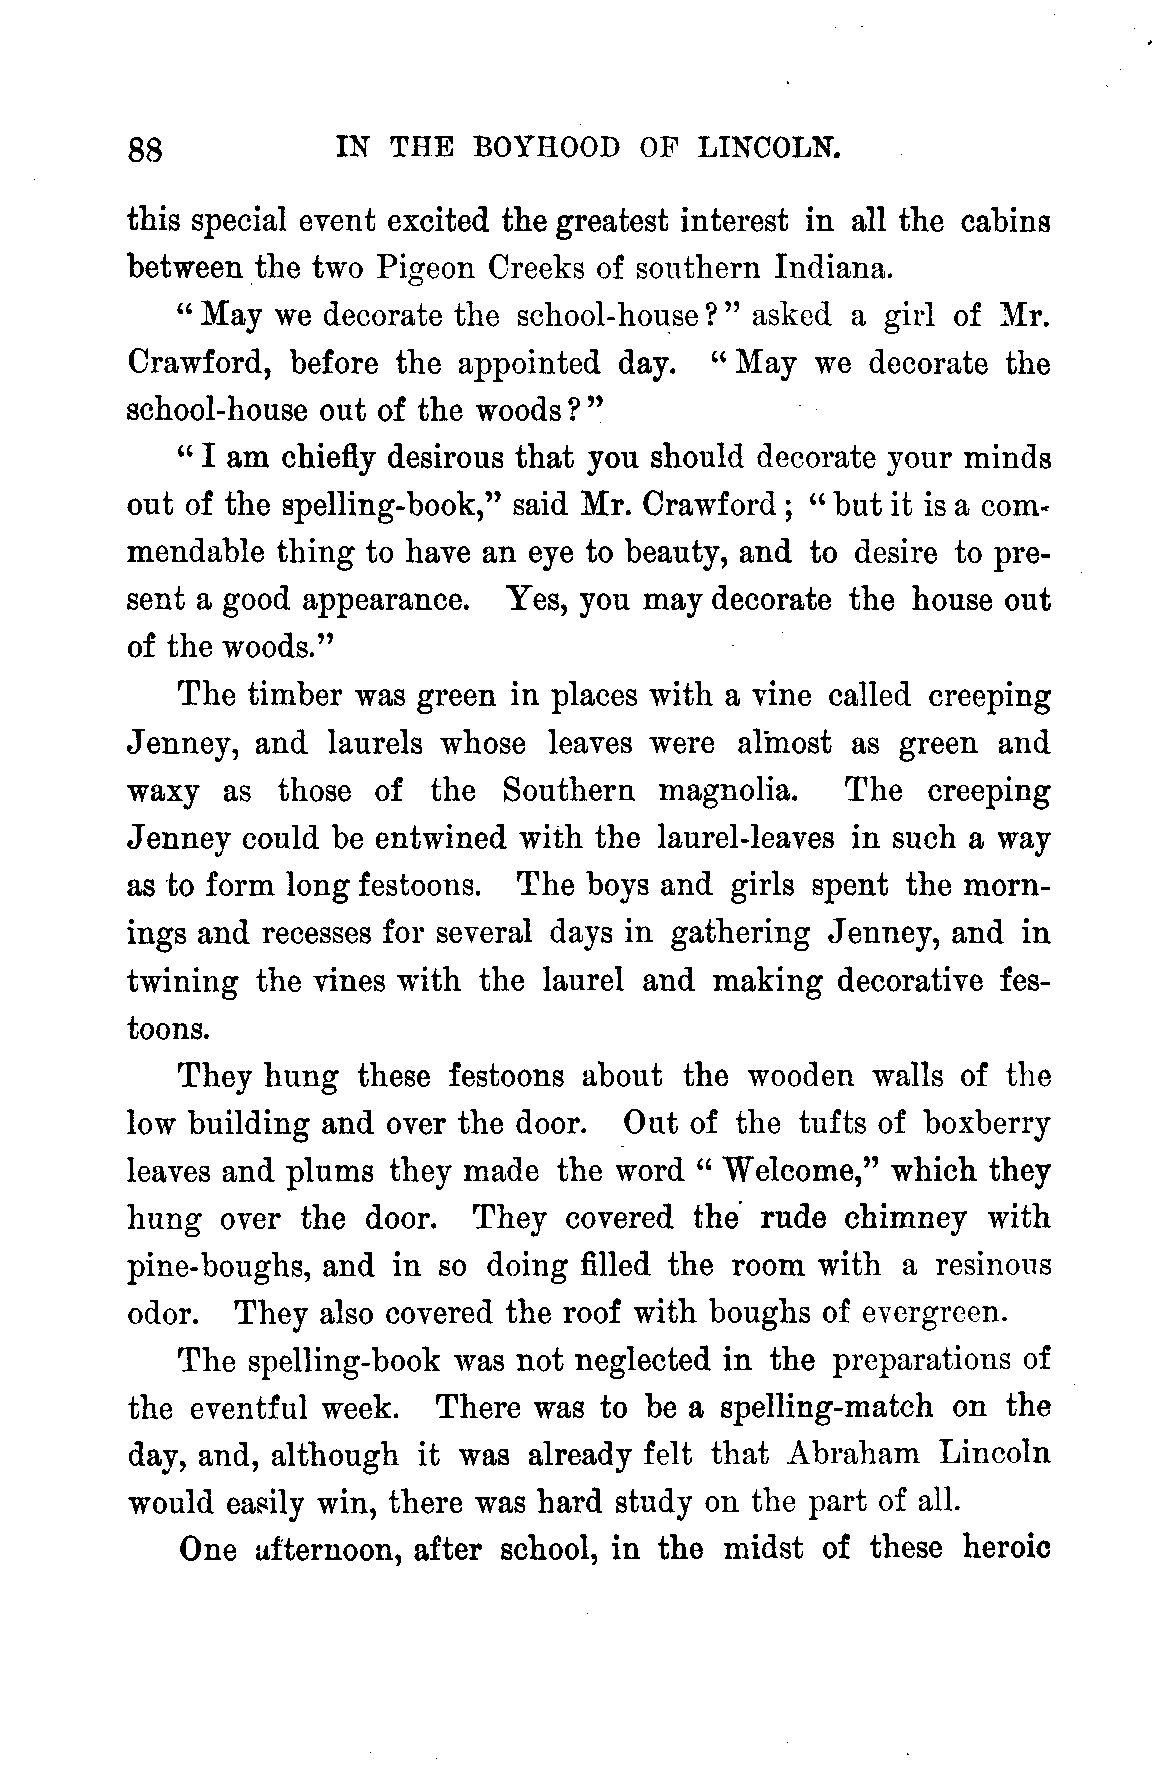 88 IN THE BOYHOOD OF LINCOLN.
this special event excited the greatest interest in all the cabins
between the two Pigeon Creeks of southern Indiana.
“ May we decorate the school-house ? ” asked a girl of Mr.
Crawford, before the appointed day. “ May we decorate the
school-house out of the woods ? ”
“ I am chiefly desirous that you should decorate your minds
out of the spelling-book,” said Mr. Crawford ; “ but it is a com-
mendable thing to have an eye to beauty, and to desire to pre-
sent a good appearance. Yes, you may decorate the house out
of the woods.”
The timber was green in places with a vine called creeping
Jenney, and laurels whose leaves were almost as green and
waxy as those of the Southern magnolia. The creeping
Jenney could be entwined with the laurel-leaves in such a way
as to form long festoons. The boys and girls spent the morn-
ings and recesses for several days in gathering Jenney, and in
twining the vines with the laurel and making decorative fes-
toons.
They hung these festoons about the wooden walls of the
low building and over the door. Out of the tufts of boxberry
leaves and plums they made the word “ Welcome,” which they
hung over the door. They covered the rude chimney with
pine-boughs, and in so doing filled the room with a resinous
odor. They also covered the roof with boughs of evergreen.
The spelling-book was not neglected in the preparations of
the eventful week. There was to be a spelling-match on the
day, and, although it was already felt that Abraham Lincoln
would easily win, there was hard study on the part of all.
One afternoon, after school, in the midst of these heroic